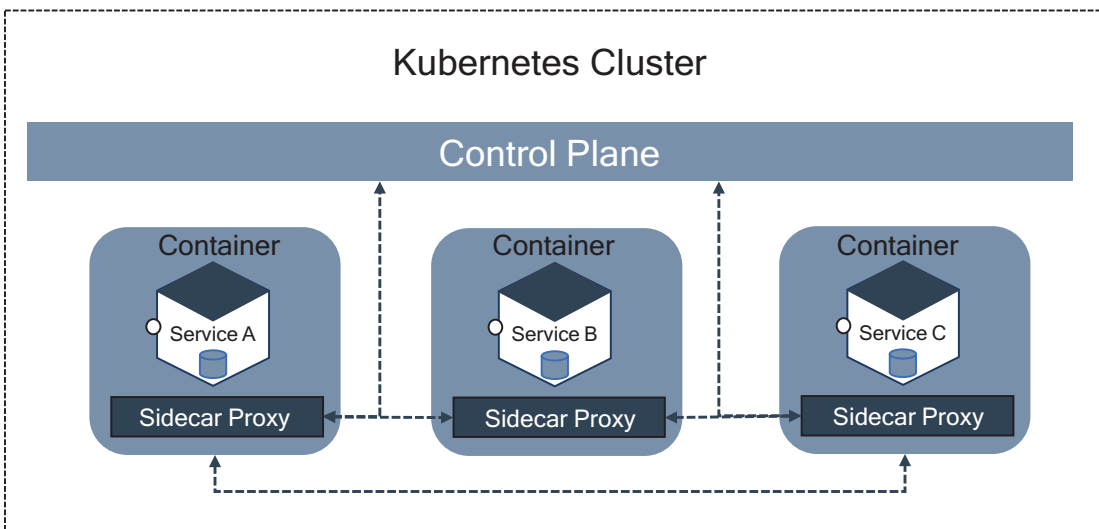 Kubernetes Cluster
Control Plane
Container
Service A
Sidecar Proxy
Container
Service B
Sidecar Proxy
Container
Service C
Sidecar Proxy